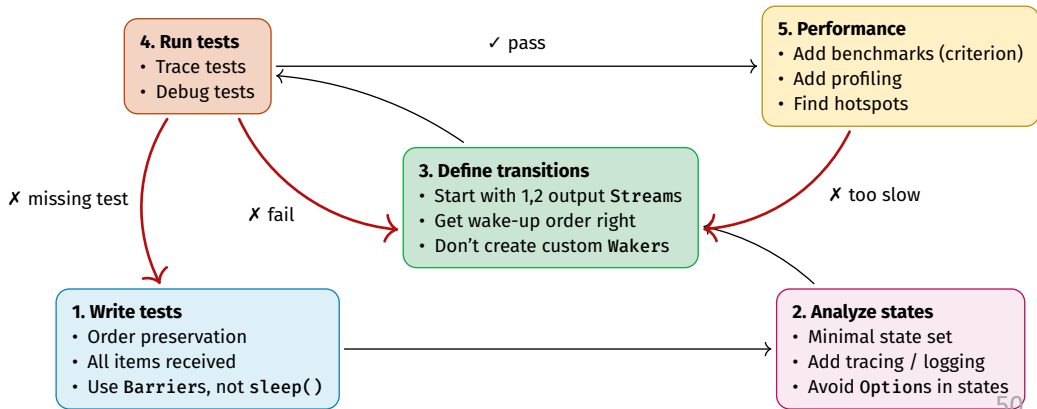 4. Run tests
• Trace tests
• Debug tests
✓ pass
5. Performance
• Add benchmarks (criterion)
• Add profiling
• Find hotspots
✗ missing test
✗ fail
3. Define transitions
• Start with 1,2 output Streams
• Get wake-up order right
• Don't create custom Wakers
✗ too slow
1. Write tests
• Order preservation
• All items received
• Use Barriers, not sleep()
2. Analyze states
• Minimal state set
• Add tracing / logging
• Avoid Options in states
50